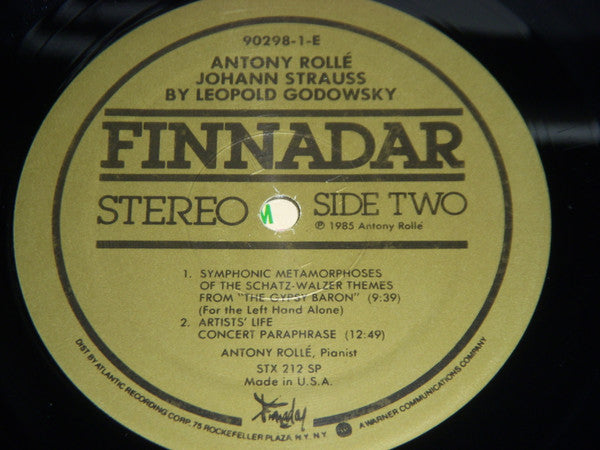 90298-1-E
ANTONY ROLLÉ
JOHANN STRAUSS
BY LEOPOLD GODOWSKY
FINNADAR
STEREO
SIDE TWO
℗ 1985 Antony Rollé
1. SYMPHONIC METAMORPHOSES
OF THE SCHATZ-WALZER THEMES
FROM "THE GYPSY BARON" (9:39)
(For the Left Hand Alone)
2. ARTISTS' LIFE
CONCERT PARAPHRASE (12:49)
ANTONY ROLLÉ, Pianist
STX 212 SP
Made in U.S.A.
Finnadar
DIST BY ATLANTIC RECORDING CORP. 75 ROCKEFELLER PLAZA, N.Y. N.Y.
A WARNER COMMUNICATIONS COMPANY